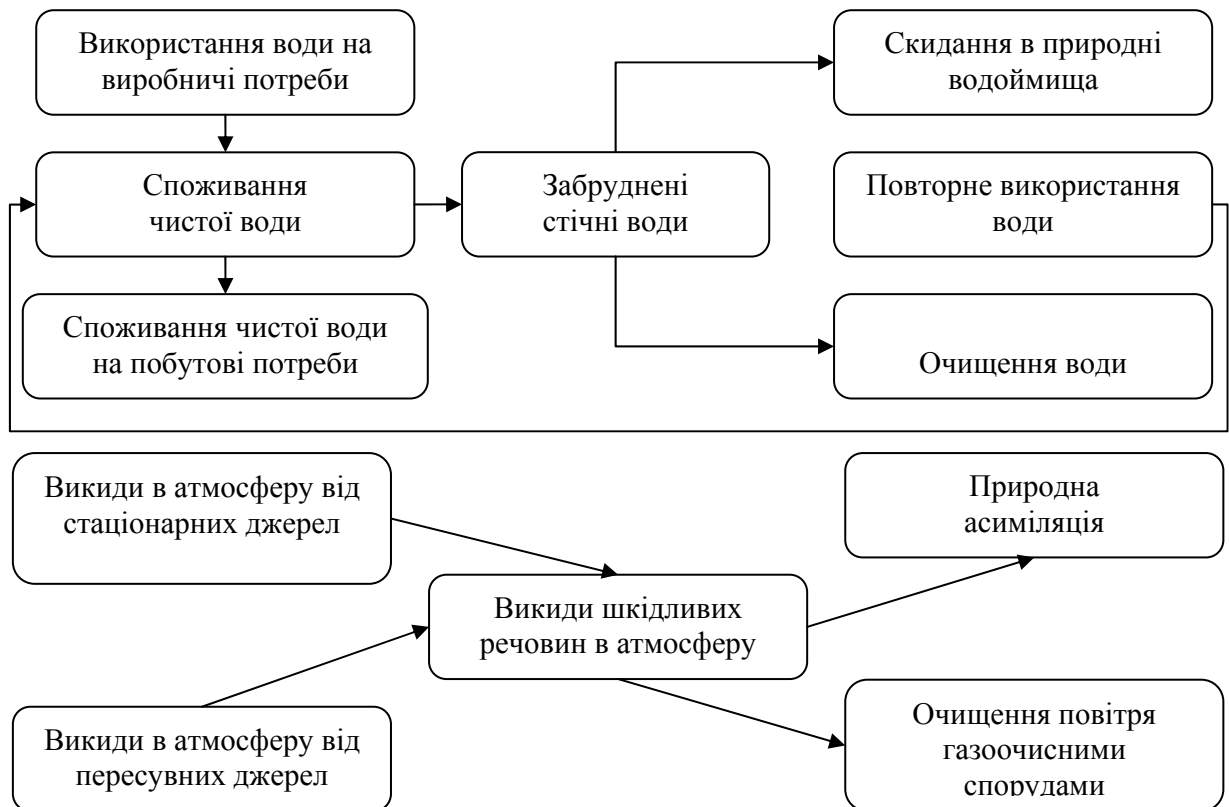 Використання води на
виробничі потреби
Скидання в природні
водоймища
Споживання
чистої води
Забруднені
стічні води
Повторне використання
води
Споживання чистої води
на побутові потреби
Очищення води
Викиди в атмосферу від
стаціонарних джерел
Природна
асиміляція
Викиди шкідливих
речовин в атмосферу
Викиди в атмосферу від
пересувних джерел
Очищення повітря
газоочисними
спорудами